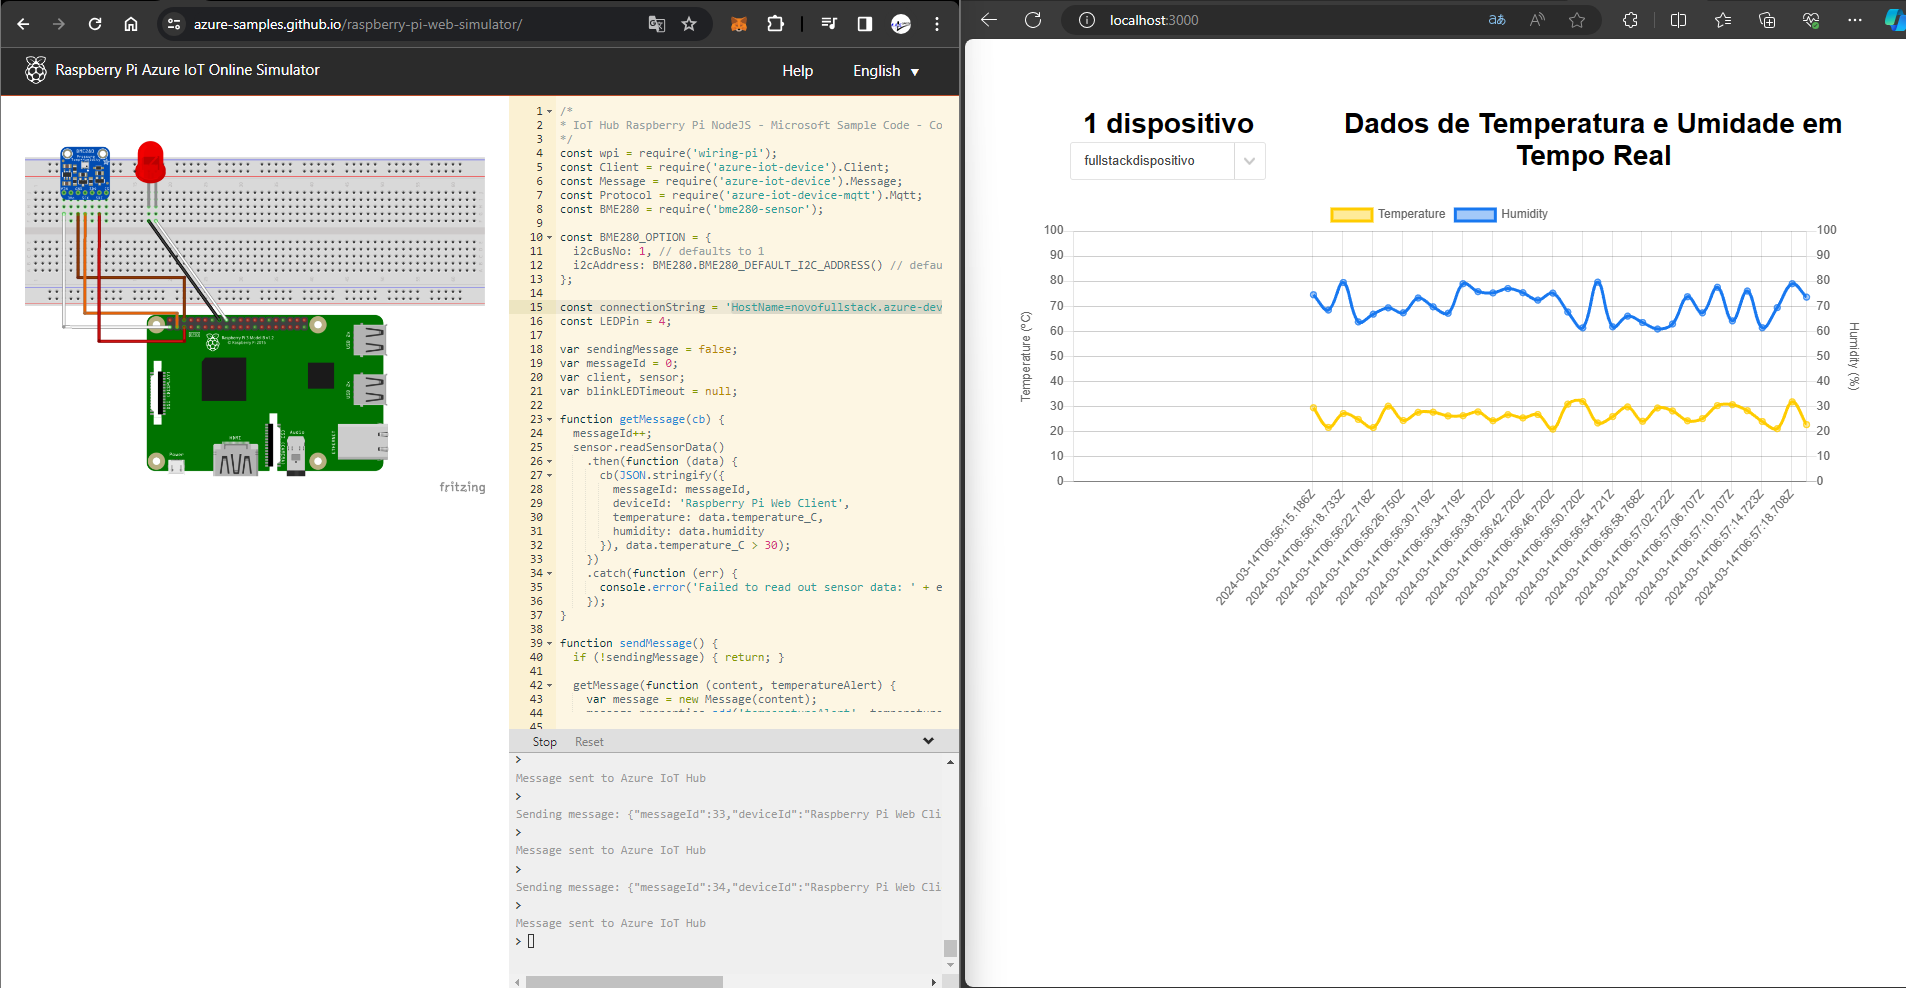 azure-samples.github.io/raspberry-pi-web-simulator/
Raspberry Pi Azure IoT Online Simulator
Help
English
fritzing
1 /*
2 * IoT Hub Raspberry Pi NodeJS - Microsoft Sample Code - Co
3 */
4 const wpi = require('wiring-pi');
5 const Client = require('azure-iot-device').Client;
6 const Message = require('azure-iot-device').Message;
7 const Protocol = require('azure-iot-device-mqtt').Mqtt;
8 const BME280 = require('bme280-sensor');
9
10 const BME280_OPTION = {
11 i2cBusNo: 1, // defaults to 1
12 i2cAddress: BME280.BME280_DEFAULT_I2C_ADDRESS() // defau
13 };
14
15 const connectionString = 'HostName=novofullstack.azure-dev
16 const LEDPin = 4;
17
18 var sendingMessage = false;
19 var messageId = 0;
20 var client, sensor;
21 var blinkLEDTimeout = null;
22
23 function getMessage(cb) {
24 messageId++;
25 sensor.readSensorData()
26 .then(function (data) {
27 cb(JSON.stringify({
28 messageId: messageId,
29 deviceId: 'Raspberry Pi Web Client',
30 temperature: data.temperature_C,
31 humidity: data.humidity
32 }), data.temperature_C > 30);
33 })
34 .catch(function (err) {
35 console.error('Failed to read out sensor data: ' + e
36 });
37 }
38
39 function sendMessage() {
40 if (!sendingMessage) { return; }
41
42 getMessage(function (content, temperatureAlert) {
43 var message = new Message(content);
44
45
Stop
Reset
>
Message sent to Azure IoT Hub
>
Sending message: {"messageId":33,"deviceId":"Raspberry Pi Web Cli
>
Message sent to Azure IoT Hub
>
Sending message: {"messageId":34,"deviceId":"Raspberry Pi Web Cli
>
Message sent to Azure IoT Hub
>
localhost:3000
1 dispositivo
fullstackdispositivo
Dados de Temperatura e Umidade em
Tempo Real
Temperature
Humidity
100
90
80
70
60
50
40
30
20
10
0
Temperature (ºC)
100
90
80
70
60
50
40
30
20
10
0
Humidity (%)
2024-03-14T06:56:15.186Z
2024-03-14T06:56:18.733Z
2024-03-14T06:56:22.718Z
2024-03-14T06:56:26.750Z
2024-03-14T06:56:30.719Z
2024-03-14T06:56:34.719Z
2024-03-14T06:56:38.720Z
2024-03-14T06:56:42.720Z
2024-03-14T06:56:46.720Z
2024-03-14T06:56:50.720Z
2024-03-14T06:56:54.721Z
2024-03-14T06:56:58.768Z
2024-03-14T06:57:02.722Z
2024-03-14T06:57:06.707Z
2024-03-14T06:57:10.707Z
2024-03-14T06:57:14.723Z
2024-03-14T06:57:18.708Z